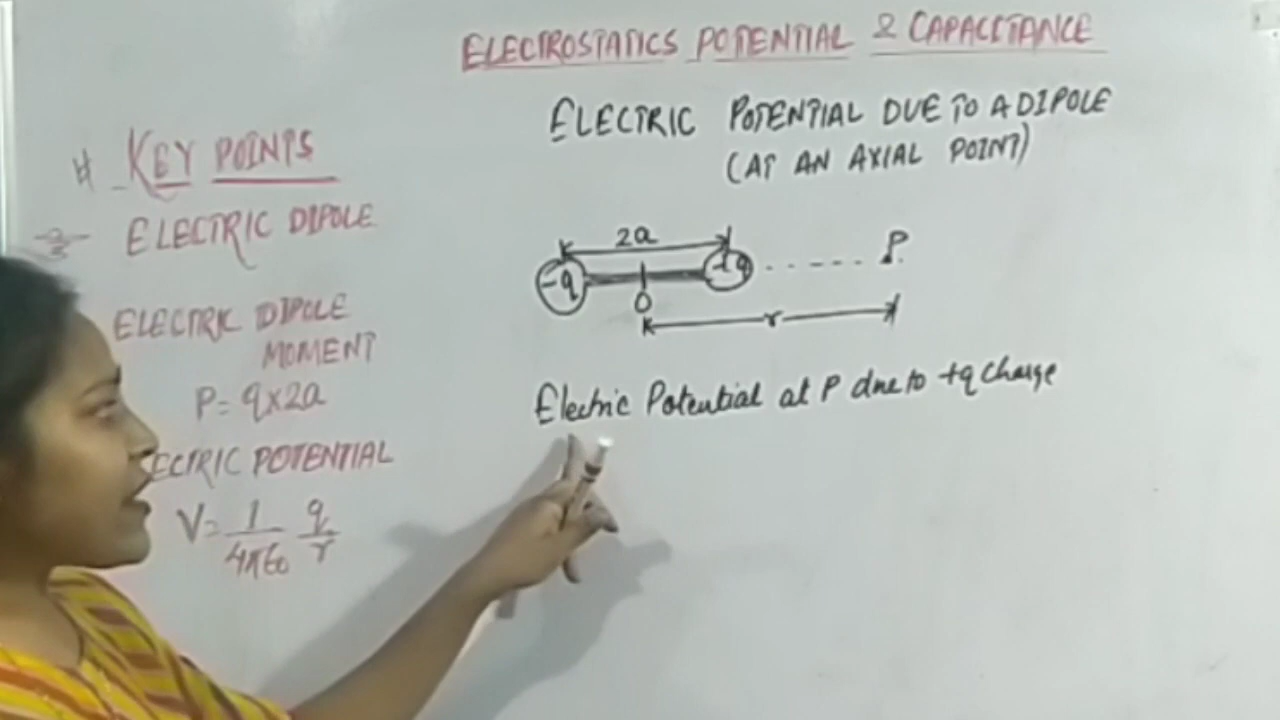 ELECTROSTATICS POTENTIAL & CAPACITANCE
ELECTRIC POTENTIAL DUE TO A DIPOLE
(AT AN AXIAL POINT)
# KEY POINTS
ELECTRIC DIPOLE
ELECTRIC DIPOLE
MOMENT
P = q×2a
ECTRIC POTENTIAL
V = 1/4πε₀ q/r
2a
-q +q P
O
r
Electric Potential at P due to +q charge